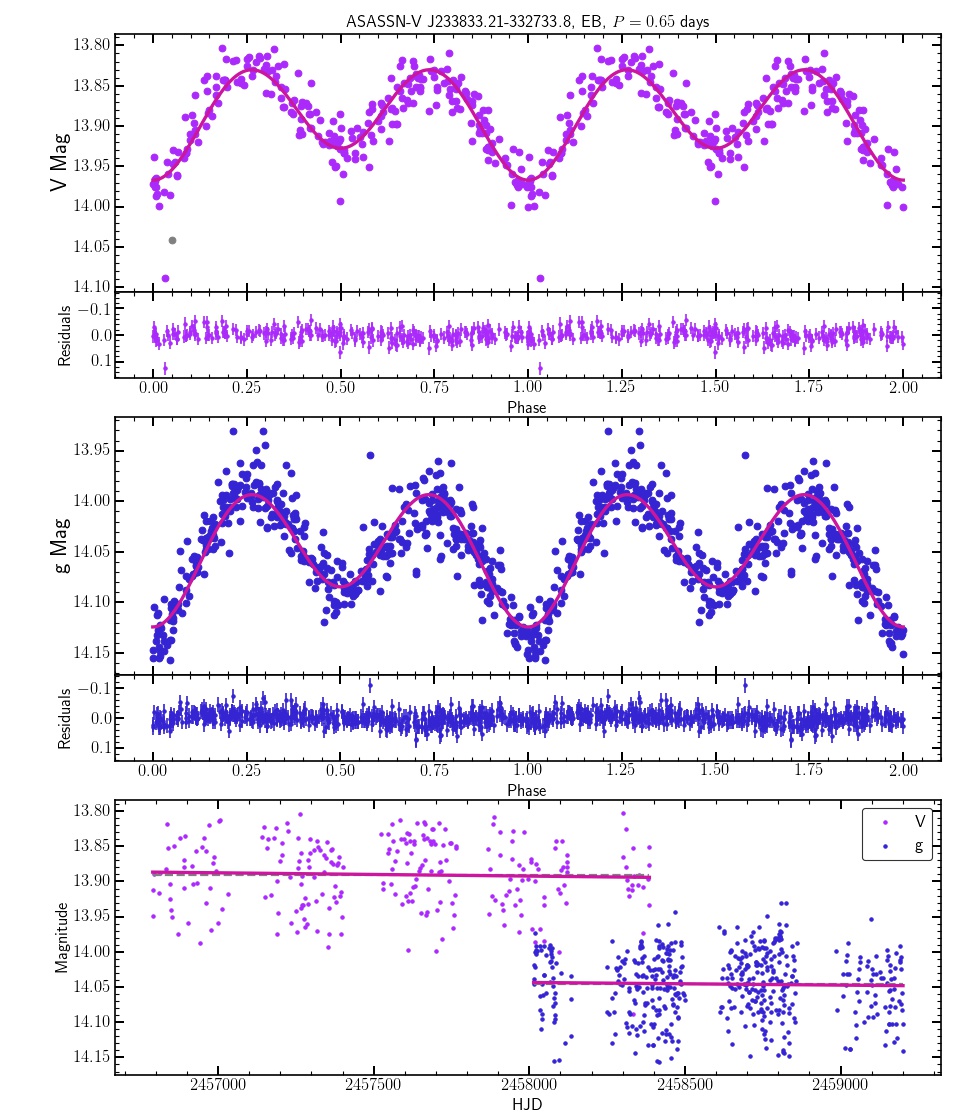 ASASSN-V J233833.21-332733.8, EB, P = 0.65 days
V Mag
13.80
13.85
13.90
13.95
14.00
14.05
14.10
Residuals
−0.1
0.0
0.1
0.00 0.25 0.50 0.75 1.00 1.25 1.50 1.75 2.00
Phase
g Mag
13.95
14.00
14.05
14.10
14.15
Residuals
−0.1
0.0
0.1
0.00 0.25 0.50 0.75 1.00 1.25 1.50 1.75 2.00
Phase
Magnitude
13.80
13.85
13.90
13.95
14.00
14.05
14.10
14.15
V
g
2457000 2457500 2458000 2458500 2459000
HJD